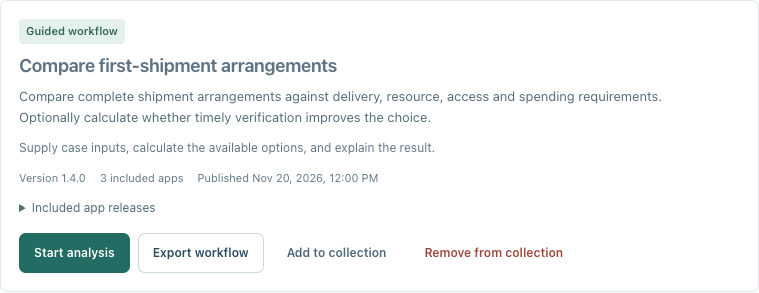 Guided workflow
Compare first-shipment arrangements
Compare complete shipment arrangements against delivery, resource, access and spending requirements.
Optionally calculate whether timely verification improves the choice.
Supply case inputs, calculate the available options, and explain the result.
Version 1.4.0 3 included apps Published Nov 20, 2026, 12:00 PM
Included app releases
Start analysis Export workflow Add to collection Remove from collection